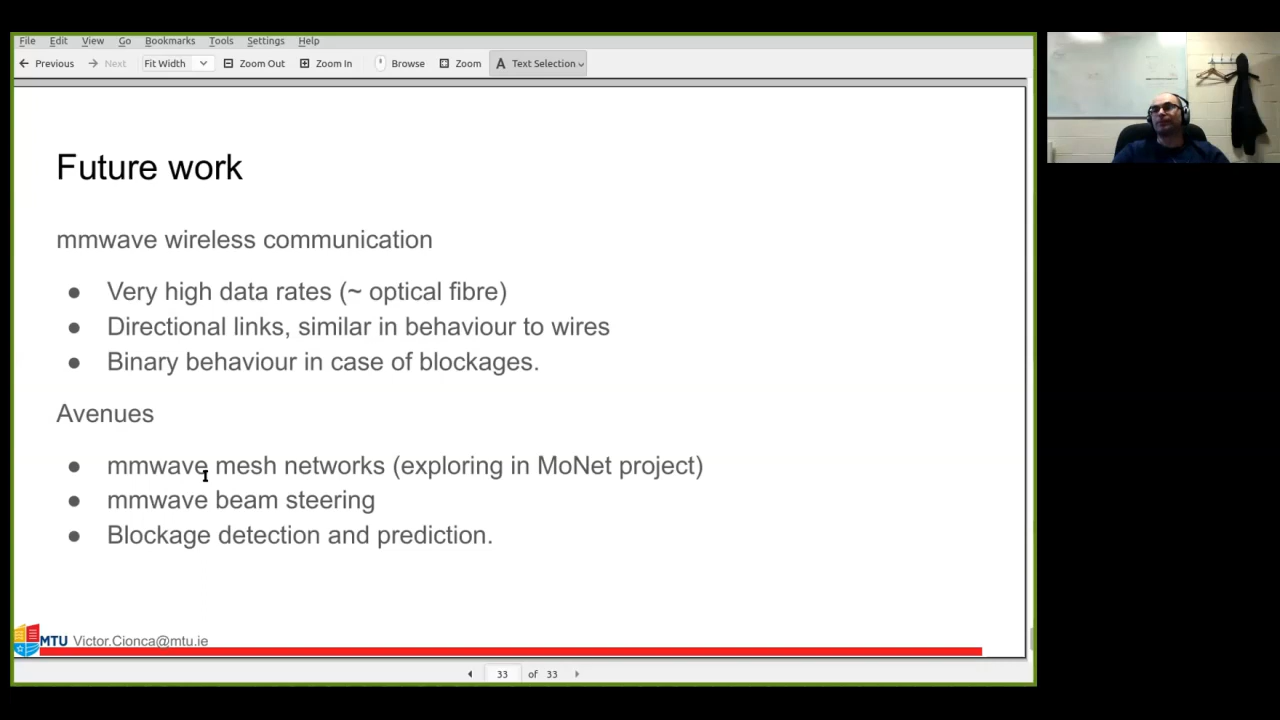 File Edit View Go Bookmarks Tools Settings Help
Previous Next Fit Width Zoom Out Zoom In Browse Zoom Text Selection
Future work
mmwave wireless communication
● Very high data rates (~ optical fibre)
● Directional links, similar in behaviour to wires
● Binary behaviour in case of blockages.
Avenues
● mmwave mesh networks (exploring in MoNet project)
● mmwave beam steering
● Blockage detection and prediction.
MTU Victor.Cionca@mtu.ie
33 of 33